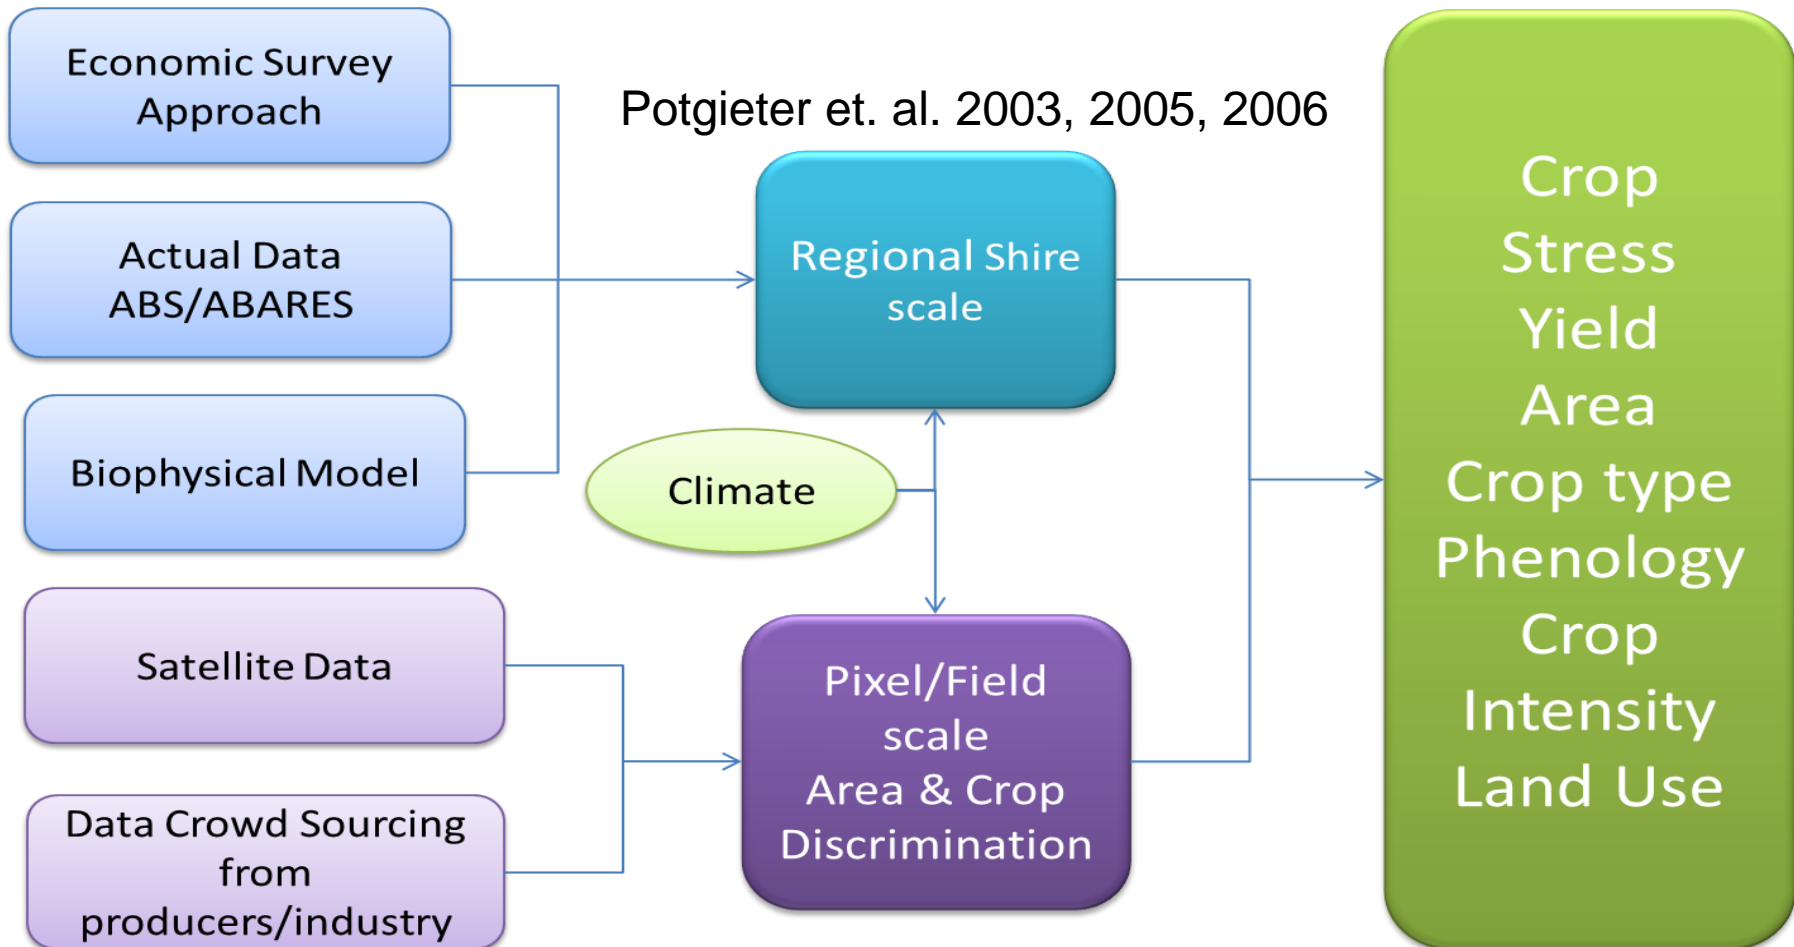 Economic Survey
Approach
Potgieter et. al. 2003, 2005, 2006
Actual Data
ABS/ABARES
Regional Shire
scale
Biophysical Model
Climate
Satellite Data
Pixel/Field
scale
Area & Crop
Discrimination
Data Crowd Sourcing
from
producers/industry
Crop
Stress
Yield
Area
Crop type
Phenology
Crop
Intensity
Land Use